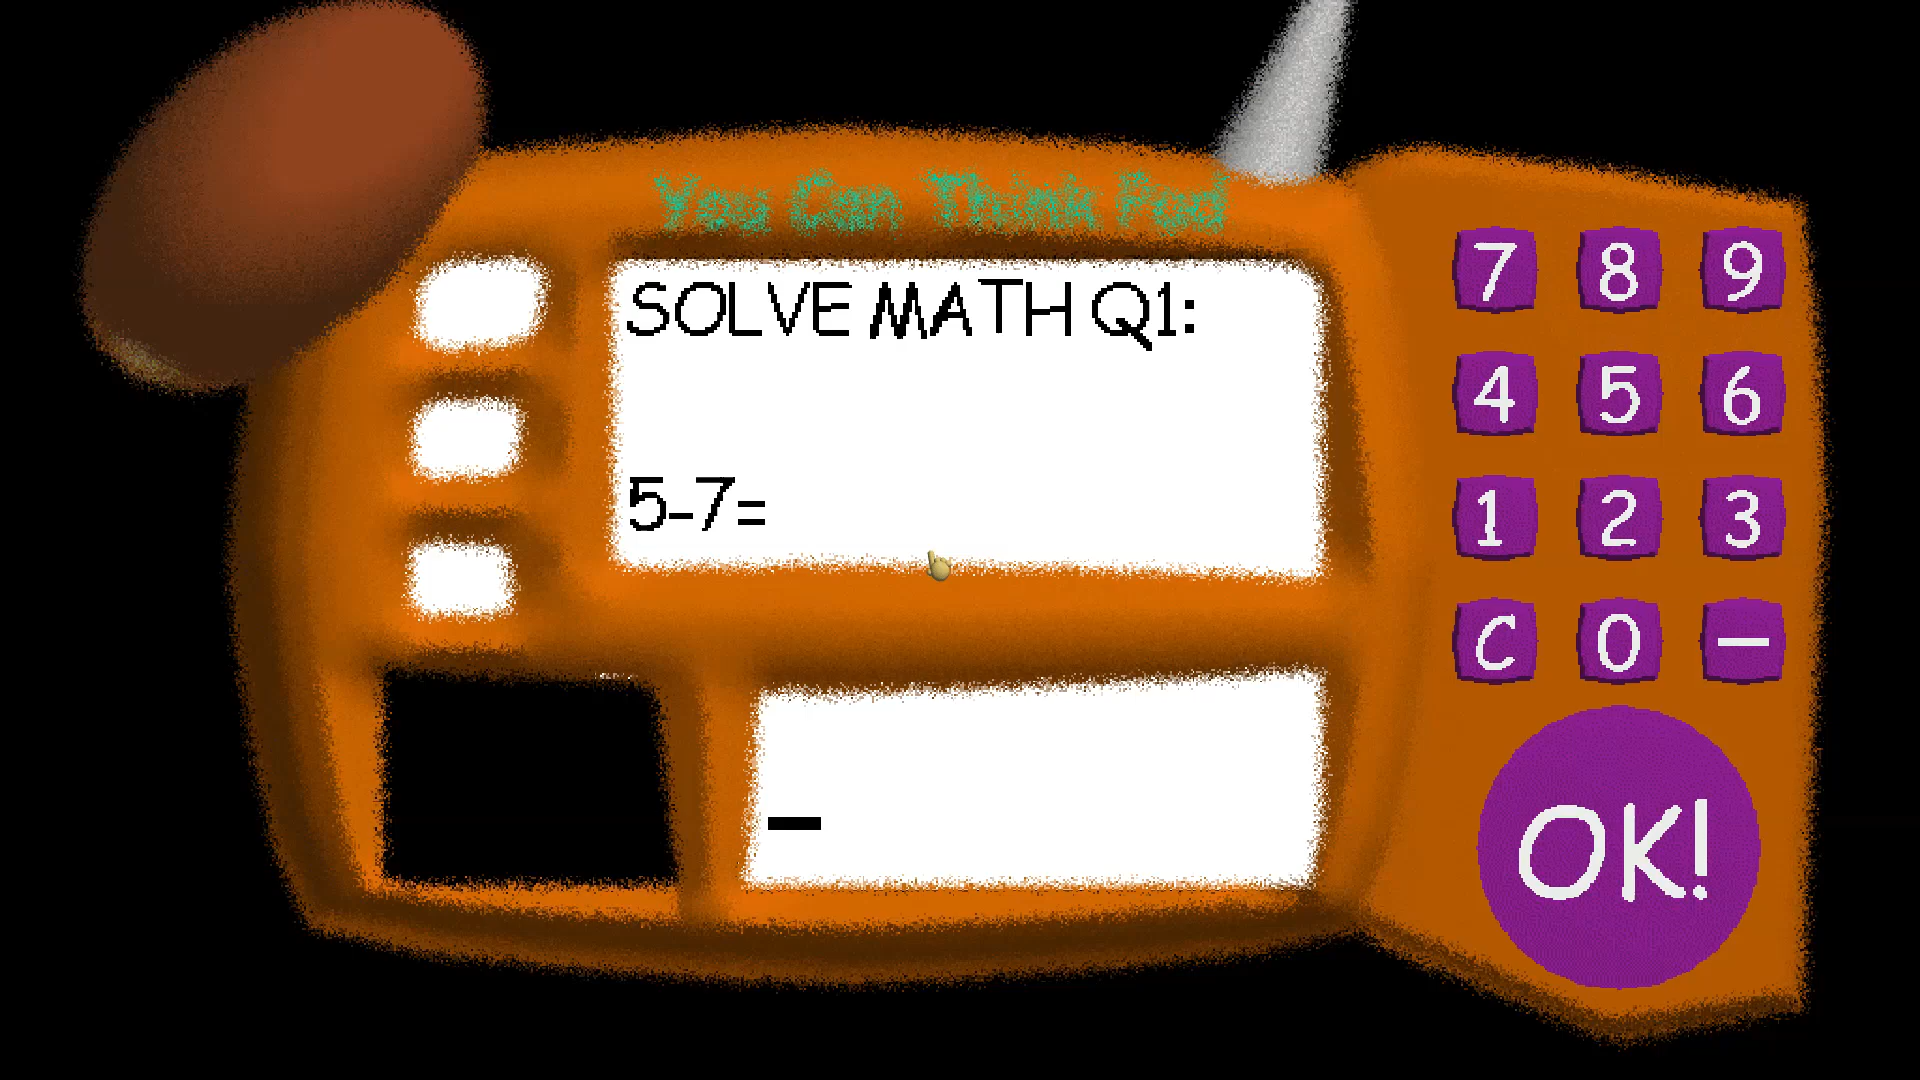 You Can Think Pad
SOLVE MATH Q1:
5-7=
7 8 9
4 5 6
1 2 3
C 0 -
OK!